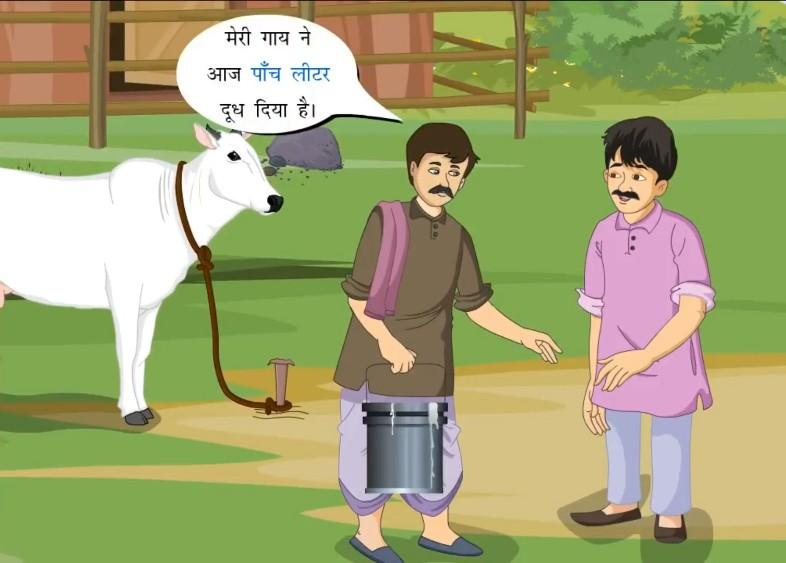 मेरी गाय ने
आज पाँच लीटर
दूध दिया है।